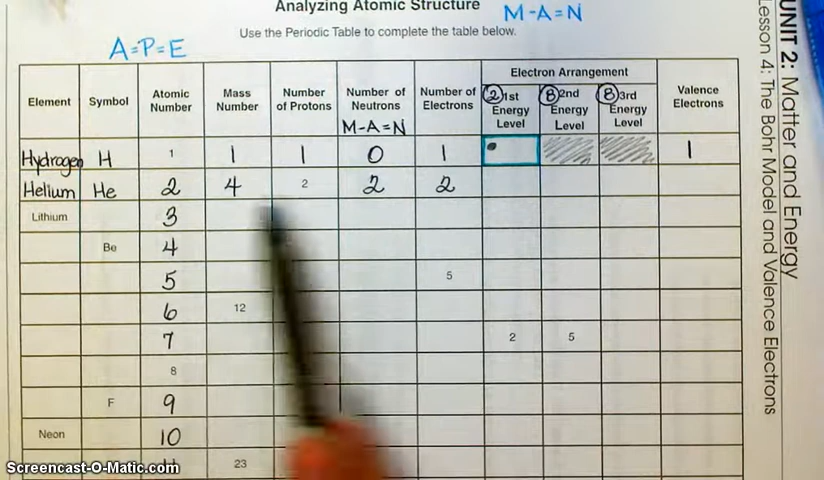 Analyzing Atomic Structure
M-A=N
A=P=E
Use the Periodic Table to complete the table below.
Element Symbol Atomic Number Mass Number Number of Protons Number of Neutrons M-A=N Number of Electrons Electron Arrangement Valence Electrons
2 1st Energy Level 8 2nd Energy Level 8 3rd Energy Level
Hydrogen H 1 1 1 0 1 1
Helium He 2 4 2 2 2
Lithium 3
Be 4
5 5
6 12
7 2 5
8
F 9
Neon 10
23
UNIT 2: Matter and Energy
Lesson 4: The Bohr Model and Valence Electrons
Screencast-O-Matic.com